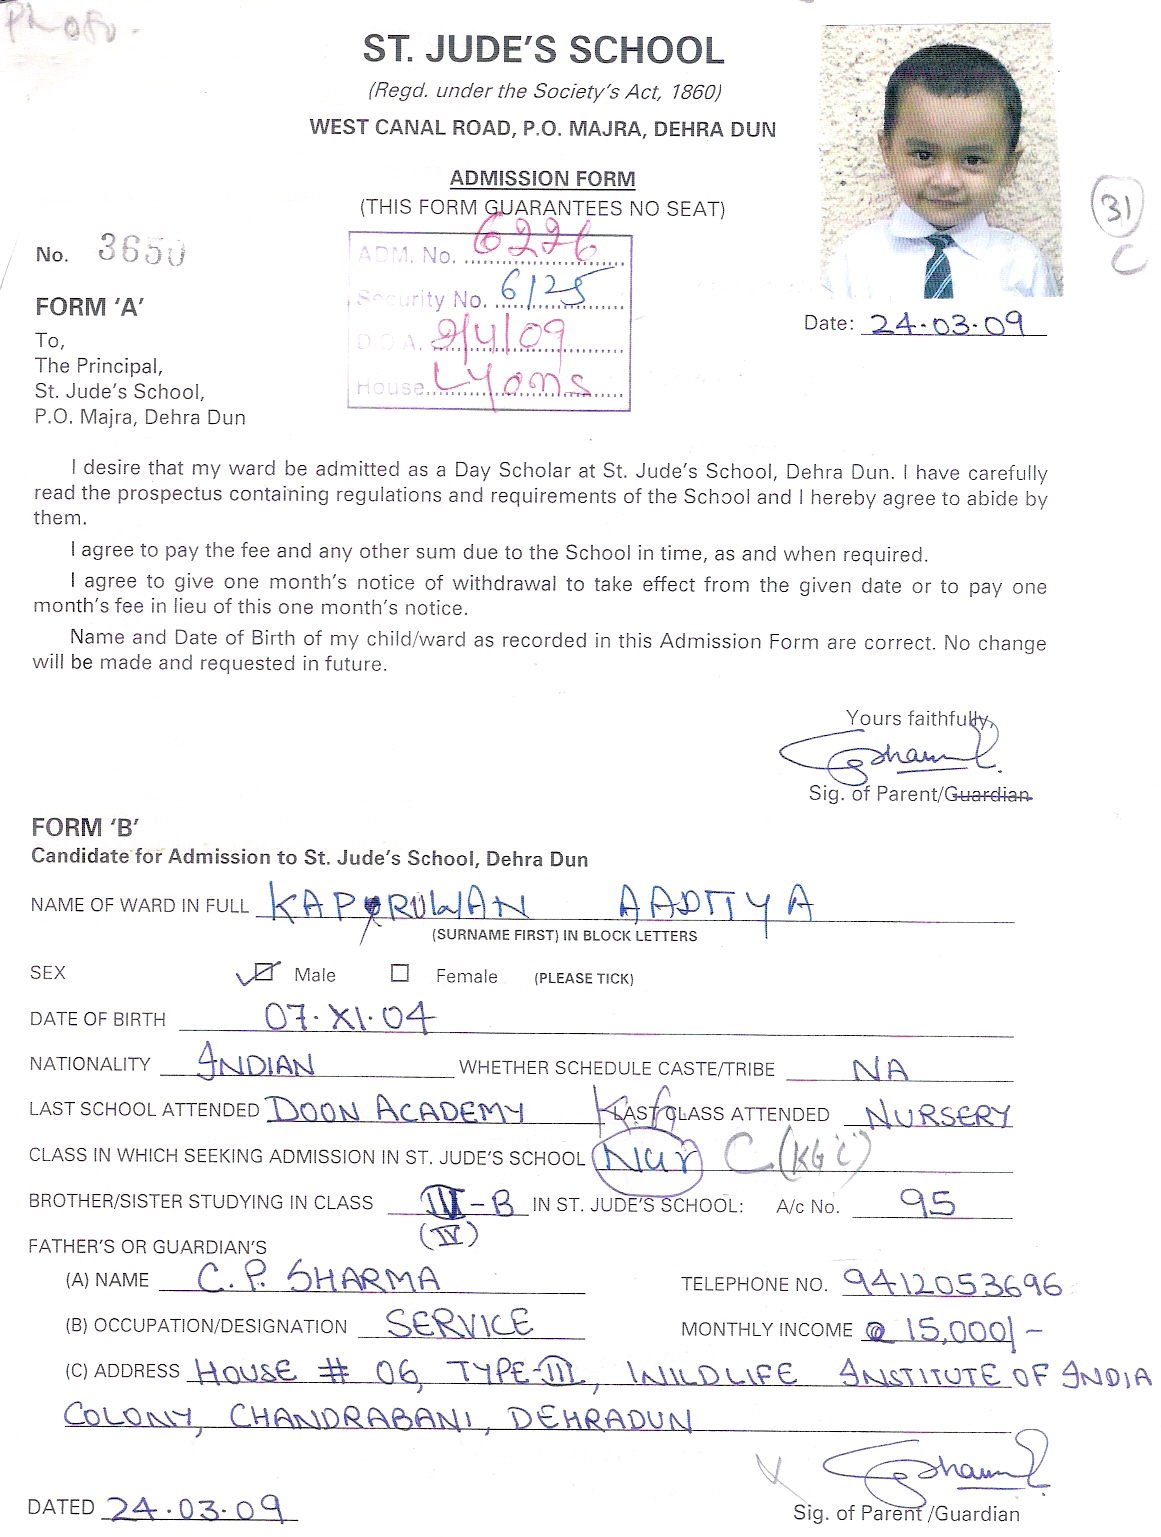 Photo.
ST. JUDE'S SCHOOL
(Regd. under the Society's Act, 1860)
WEST CANAL ROAD, P.O. MAJRA, DEHRA DUN
ADMISSION FORM
(THIS FORM GUARANTEES NO SEAT)
31
C
No. 3650
ADM. No. 6226
Security No. 6125
D.O.A. 2/4/09
House Lyons
Date: 24.03.09
FORM 'A'
To,
The Principal,
St. Jude's School,
P.O. Majra, Dehra Dun
I desire that my ward be admitted as a Day Scholar at St. Jude's School, Dehra Dun. I have carefully
read the prospectus containing regulations and requirements of the School and I hereby agree to abide by
them.
I agree to pay the fee and any other sum due to the School in time, as and when required.
I agree to give one month's notice of withdrawal to take effect from the given date or to pay one
month's fee in lieu of this one month's notice.
Name and Date of Birth of my child/ward as recorded in this Admission Form are correct. No change
will be made and requested in future.
Yours faithfully,
Sig. of Parent/Guardian
FORM 'B'
Candidate for Admission to St. Jude's School, Dehra Dun
NAME OF WARD IN FULL KAPRUWAN AADITYA
(SURNAME FIRST) IN BLOCK LETTERS
SEX Male Female (PLEASE TICK)
DATE OF BIRTH 07.XI.04
NATIONALITY INDIAN WHETHER SCHEDULE CASTE/TRIBE NA
LAST SCHOOL ATTENDED DOON ACADEMY LAST CLASS ATTENDED NURSERY
CLASS IN WHICH SEEKING ADMISSION IN ST. JUDE'S SCHOOL Nur C (KG 'C')
BROTHER/SISTER STUDYING IN CLASS III-B IN ST. JUDE'S SCHOOL: A/c No. 95
(IV)
FATHER'S OR GUARDIAN'S
(A) NAME C.P. SHARMA TELEPHONE NO. 9412053696
(B) OCCUPATION/DESIGNATION SERVICE MONTHLY INCOME 15,000/-
(C) ADDRESS HOUSE # 06, TYPE-III, WILDLIFE INSTITUTE OF INDIA
COLONY, CHANDRABANI, DEHRADUN
DATED 24.03.09
Sig. of Parent/Guardian